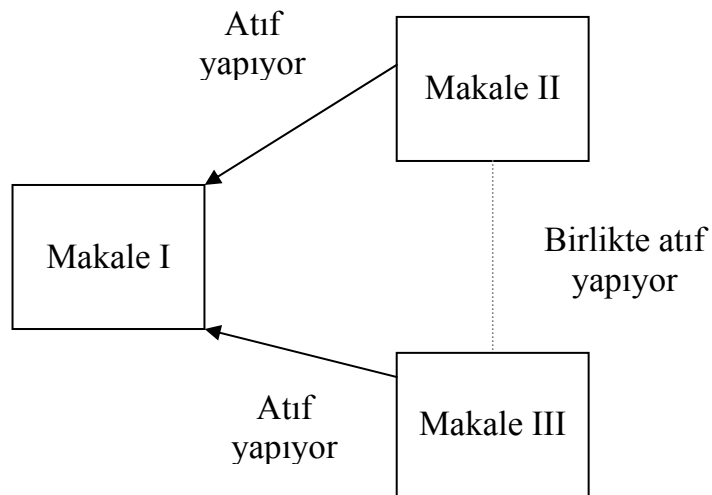 Atıf
yapıyor
Makale II
Makale I
Birlikte atıf
yapıyor
Atıf
yapıyor
Makale III